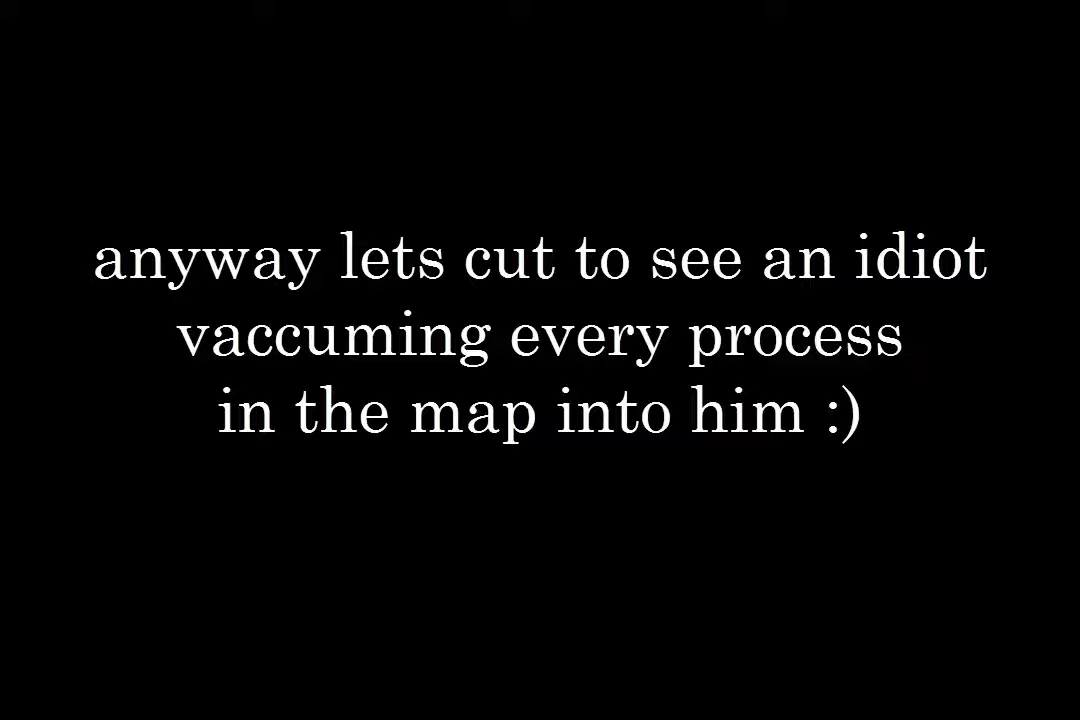 anyway lets cut to see an idiot
vaccuming every process
in the map into him :)